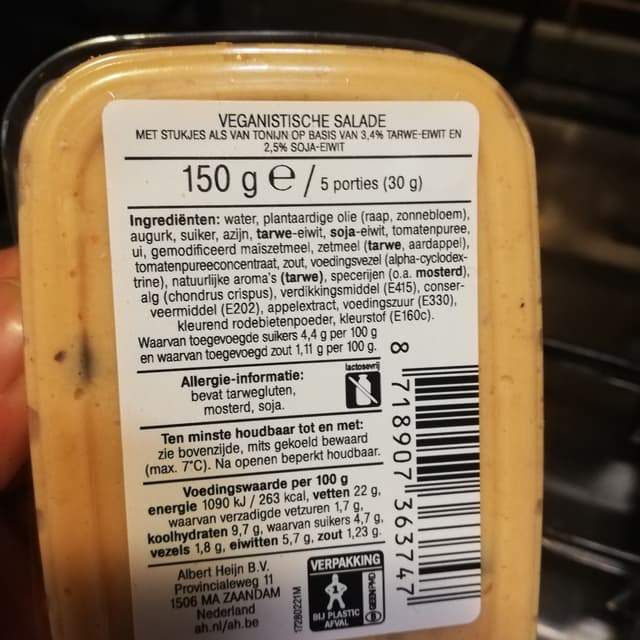 VEGANISTISCHE SALADE
MET STUKJES ALS VAN TONIJN OP BASIS VAN 3,4% TARWE-EIWIT EN
2,5% SOJA-EIWIT
150 g e / 5 porties (30 g)
Ingrediënten: water, plantaardige olie (raap, zonnebloem),
augurk, suiker, azijn, tarwe-eiwit, soja-eiwit, tomatenpuree,
ui, gemodificeerd maïszetmeel, zetmeel (tarwe, aardappel),
tomatenpureeconcentraat, zout, voedingsvezel (alpha-cyclodex-
trine), natuurlijke aroma's (tarwe), specerijen (o.a. mosterd),
alg (chondrus crispus), verdikkingsmiddel (E415), conser-
veermiddel (E202), appelextract, voedingszuur (E330),
kleurend rodebietenpoeder, kleurstof (E160c).
Waarvan toegevoegde suikers 4,4 g per 100 g
en waarvan toegevoegd zout 1,11 g per 100 g.
lactosevrij
Allergie-informatie:
bevat tarwegluten,
mosterd, soja.
Ten minste houdbaar tot en met:
zie bovenzijde, mits gekoeld bewaard
(max. 7°C). Na openen beperkt houdbaar.
Voedingswaarde per 100 g
energie 1090 kJ / 263 kcal, vetten 22 g,
waarvan verzadigde vetzuren 1,7 g,
koolhydraten 9,7 g, waarvan suikers 4,7 g,
vezels 1,8 g, eiwitten 5,7 g, zout 1,23 g.
Albert Heijn B.V.
Provincialeweg 11
1506 MA ZAANDAM
Nederland
ah.nl/ah.be
17280221M
VERPAKKING
1
BIJ PLASTIC
AFVAL
8 718907 363747